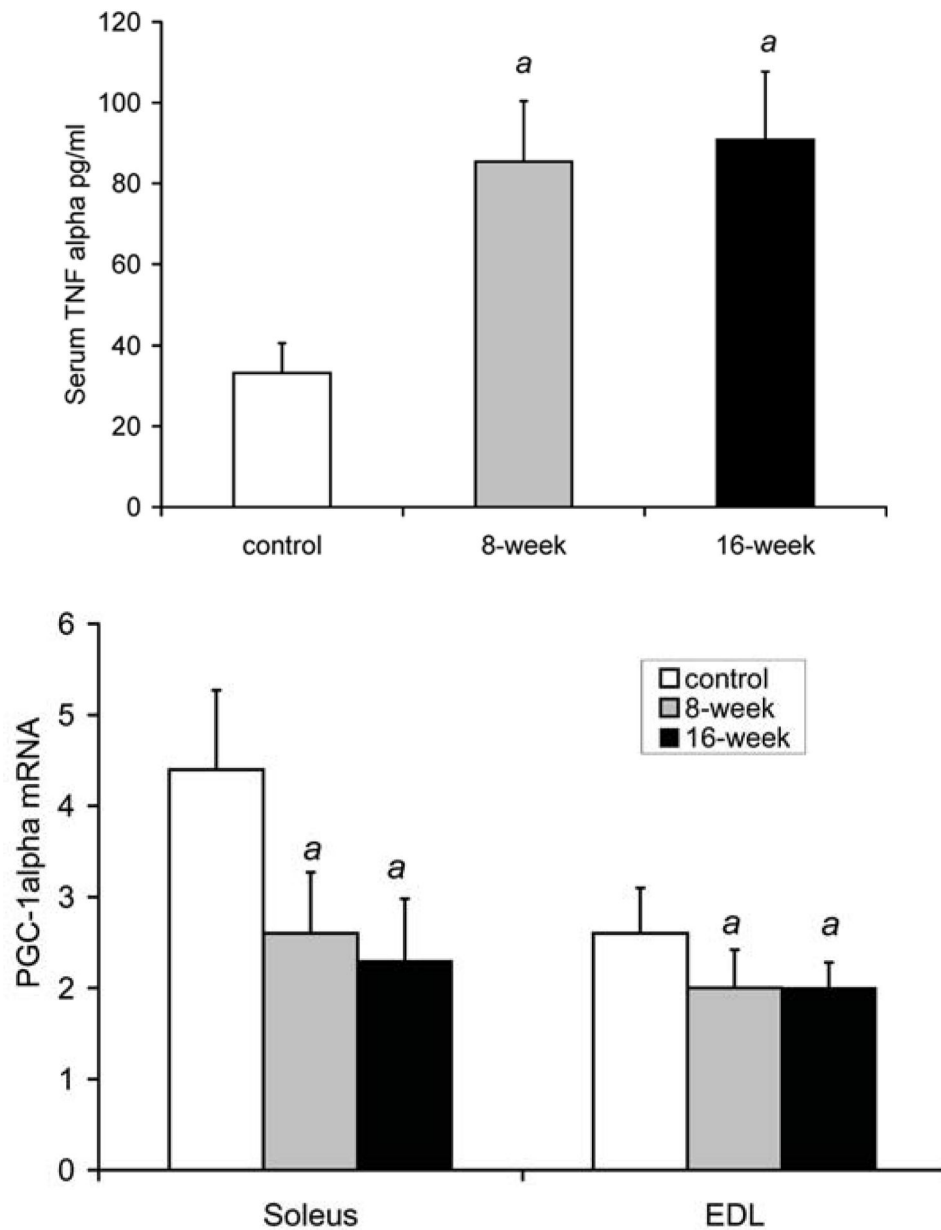 120
100
80
60
40
20
0
Serum TNF alpha pg/ml
a
a
control
8-week
16-week
6
5
4
3
2
1
0
PGC-1alpha mRNA
control
8-week
16-week
a
a
a
a
Soleus
EDL